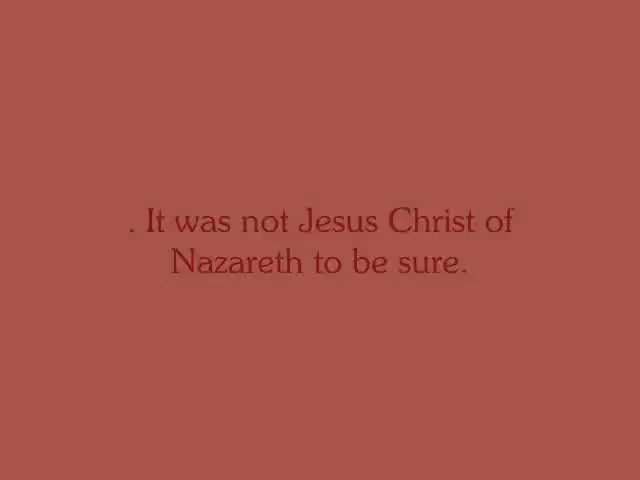 . It was not Jesus Christ of
Nazareth to be sure.